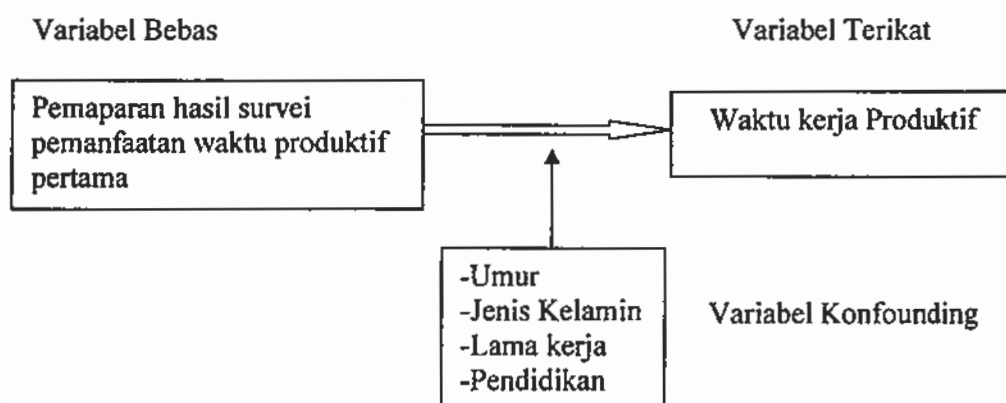 Variabel Bebas
Variabel Terikat
Pemaparan hasil survei
pemanfaatan waktu produktif
pertama
Waktu kerja Produktif
-Umur
-Jenis Kelamin
-Lama kerja
-Pendidikan
Variabel Konfounding